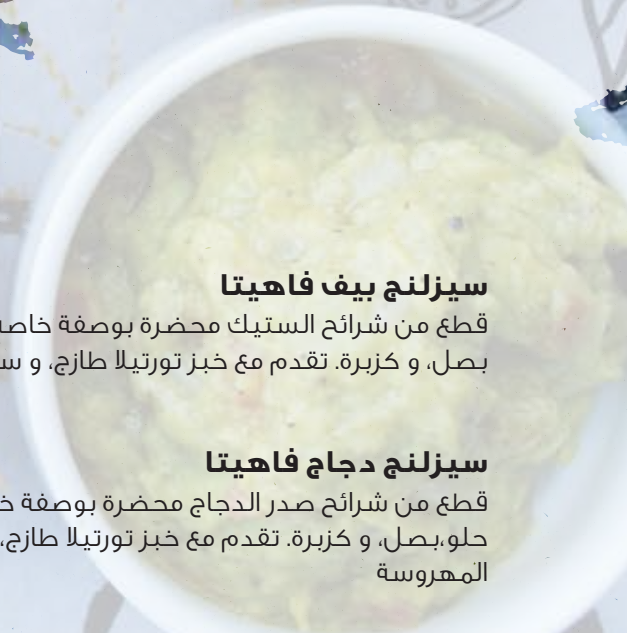 سيزلنج بيف فاهيتا
قطع من شرائح الستيك محضرة بوصفة خاصة
بصل، و كزبرة. تقدم مع خبز تورتيلا طازج، و
سيزلنج دجاج فاهيتا
قطع من شرائح صدر الدجاج محضرة بوصفة
حلو،بصل، و كزبرة. تقدم مع خبز تورتيلا طازج،
المهروسة